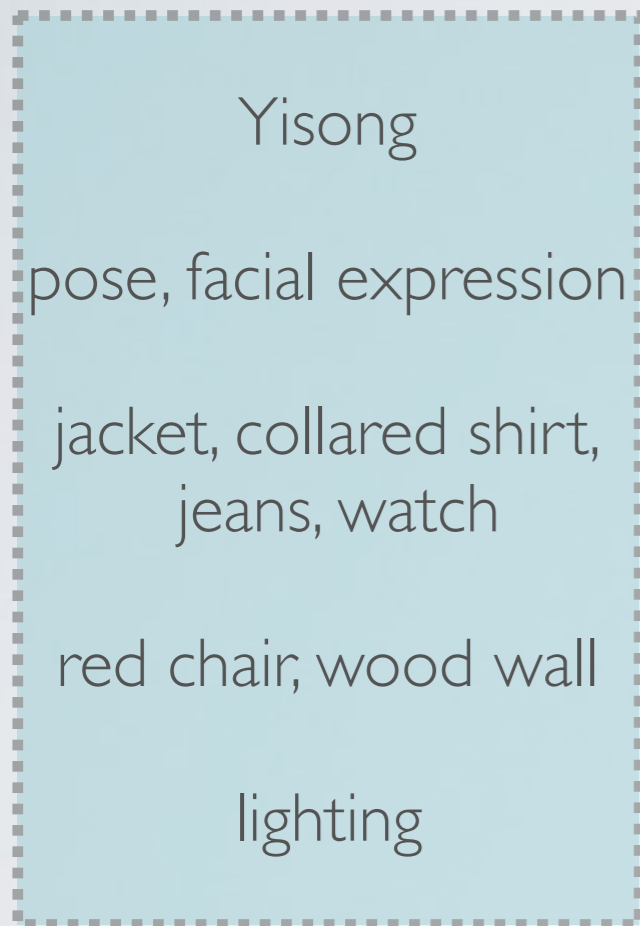 Yisong
pose, facial expression
jacket, collared shirt,
jeans, watch
red chair, wood wall
lighting